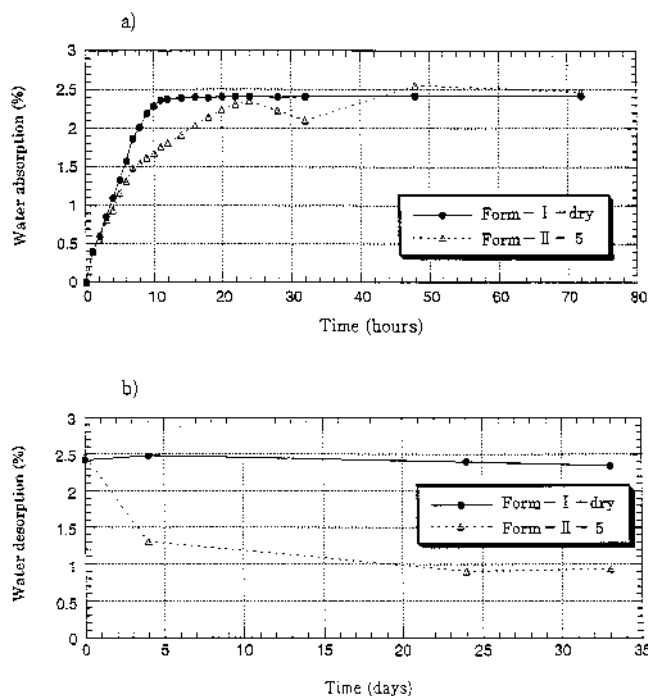 a)
3
2.5
2
1.5
1
0.5
0
Water absorption (%)
Form-I-dry
Form-II-5
0 10 20 30 40 50 60 70 80
Time (hours)
b)
3
2.5
2
1.5
1
0.5
0
Water desorption (%)
Form-I-dry
Form-II-5
0 5 10 15 20 25 30 35
Time (days)